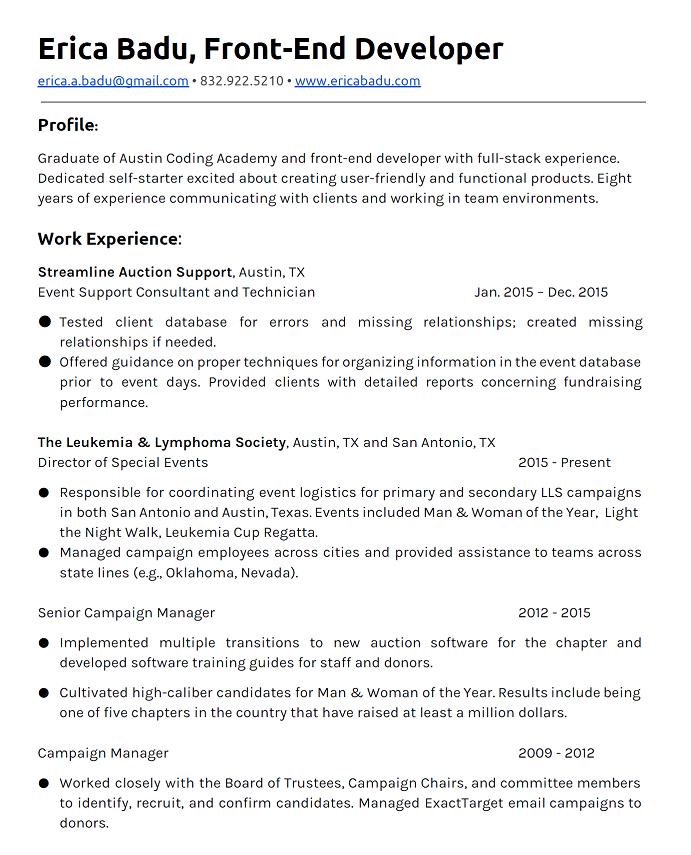 Erica Badu, Front-End Developer
erica.a.badu@gmail.com • 832.922.5210 • www.ericabadu.com
Profile:
Graduate of Austin Coding Academy and front-end developer with full-stack experience.
Dedicated self-starter excited about creating user-friendly and functional products. Eight
years of experience communicating with clients and working in team environments.
Work Experience:
Streamline Auction Support, Austin, TX
Event Support Consultant and Technician Jan. 2015 – Dec. 2015
● Tested client database for errors and missing relationships; created missing
relationships if needed.
● Offered guidance on proper techniques for organizing information in the event database
prior to event days. Provided clients with detailed reports concerning fundraising
performance.
The Leukemia & Lymphoma Society, Austin, TX and San Antonio, TX
Director of Special Events 2015 - Present
● Responsible for coordinating event logistics for primary and secondary LLS campaigns
in both San Antonio and Austin, Texas. Events included Man & Woman of the Year, Light
the Night Walk, Leukemia Cup Regatta.
● Managed campaign employees across cities and provided assistance to teams across
state lines (e.g., Oklahoma, Nevada).
Senior Campaign Manager 2012 - 2015
● Implemented multiple transitions to new auction software for the chapter and
developed software training guides for staff and donors.
● Cultivated high-caliber candidates for Man & Woman of the Year. Results include being
one of five chapters in the country that have raised at least a million dollars.
Campaign Manager 2009 - 2012
● Worked closely with the Board of Trustees, Campaign Chairs, and committee members
to identify, recruit, and confirm candidates. Managed ExactTarget email campaigns to
donors.